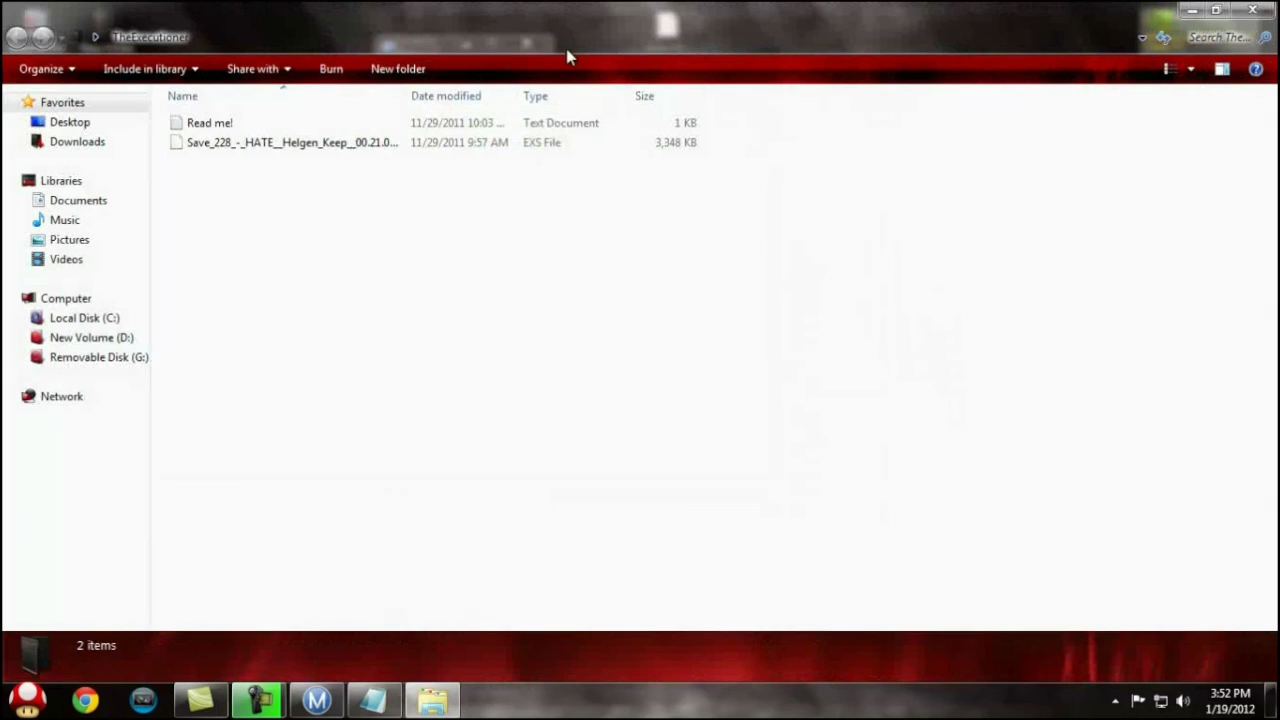 TheExecutioner
Search The...
Organize Include in library Share with Burn New folder
Name Date modified Type Size
Favorites
Desktop
Downloads
Libraries
Documents
Music
Pictures
Videos
Computer
Local Disk (C:)
New Volume (D:)
Removable Disk (G:)
Network
Read me! 11/29/2011 10:03 ... Text Document 1 KB
Save_228_-_HATE__Helgen_Keep__00.21.0... 11/29/2011 9:57 AM EXS File 3,348 KB
2 items
M
3:52 PM
1/19/2012